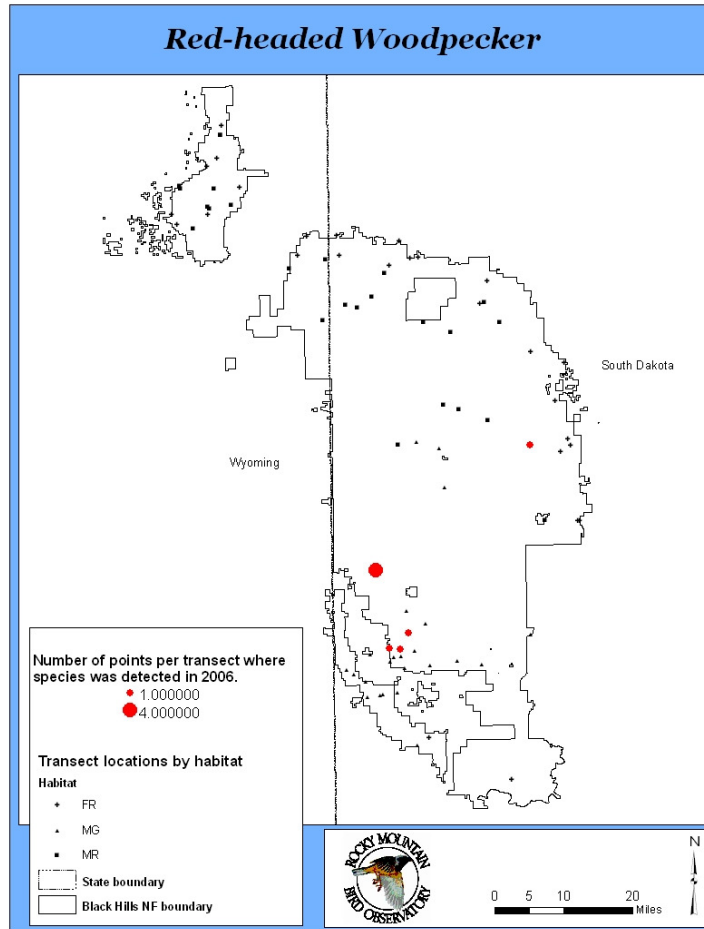 Red-headed Woodpecker
South Dakota
Wyoming
Number of points per transect where
species was detected in 2006.
1.000000
4.000000
Transect locations by habitat
Habitat
FR
MG
MR
State boundary
Black Hills NF boundary
ROCKY MOUNTAIN
BIRD OBSERVATORY
N
0 5 10 20
Miles